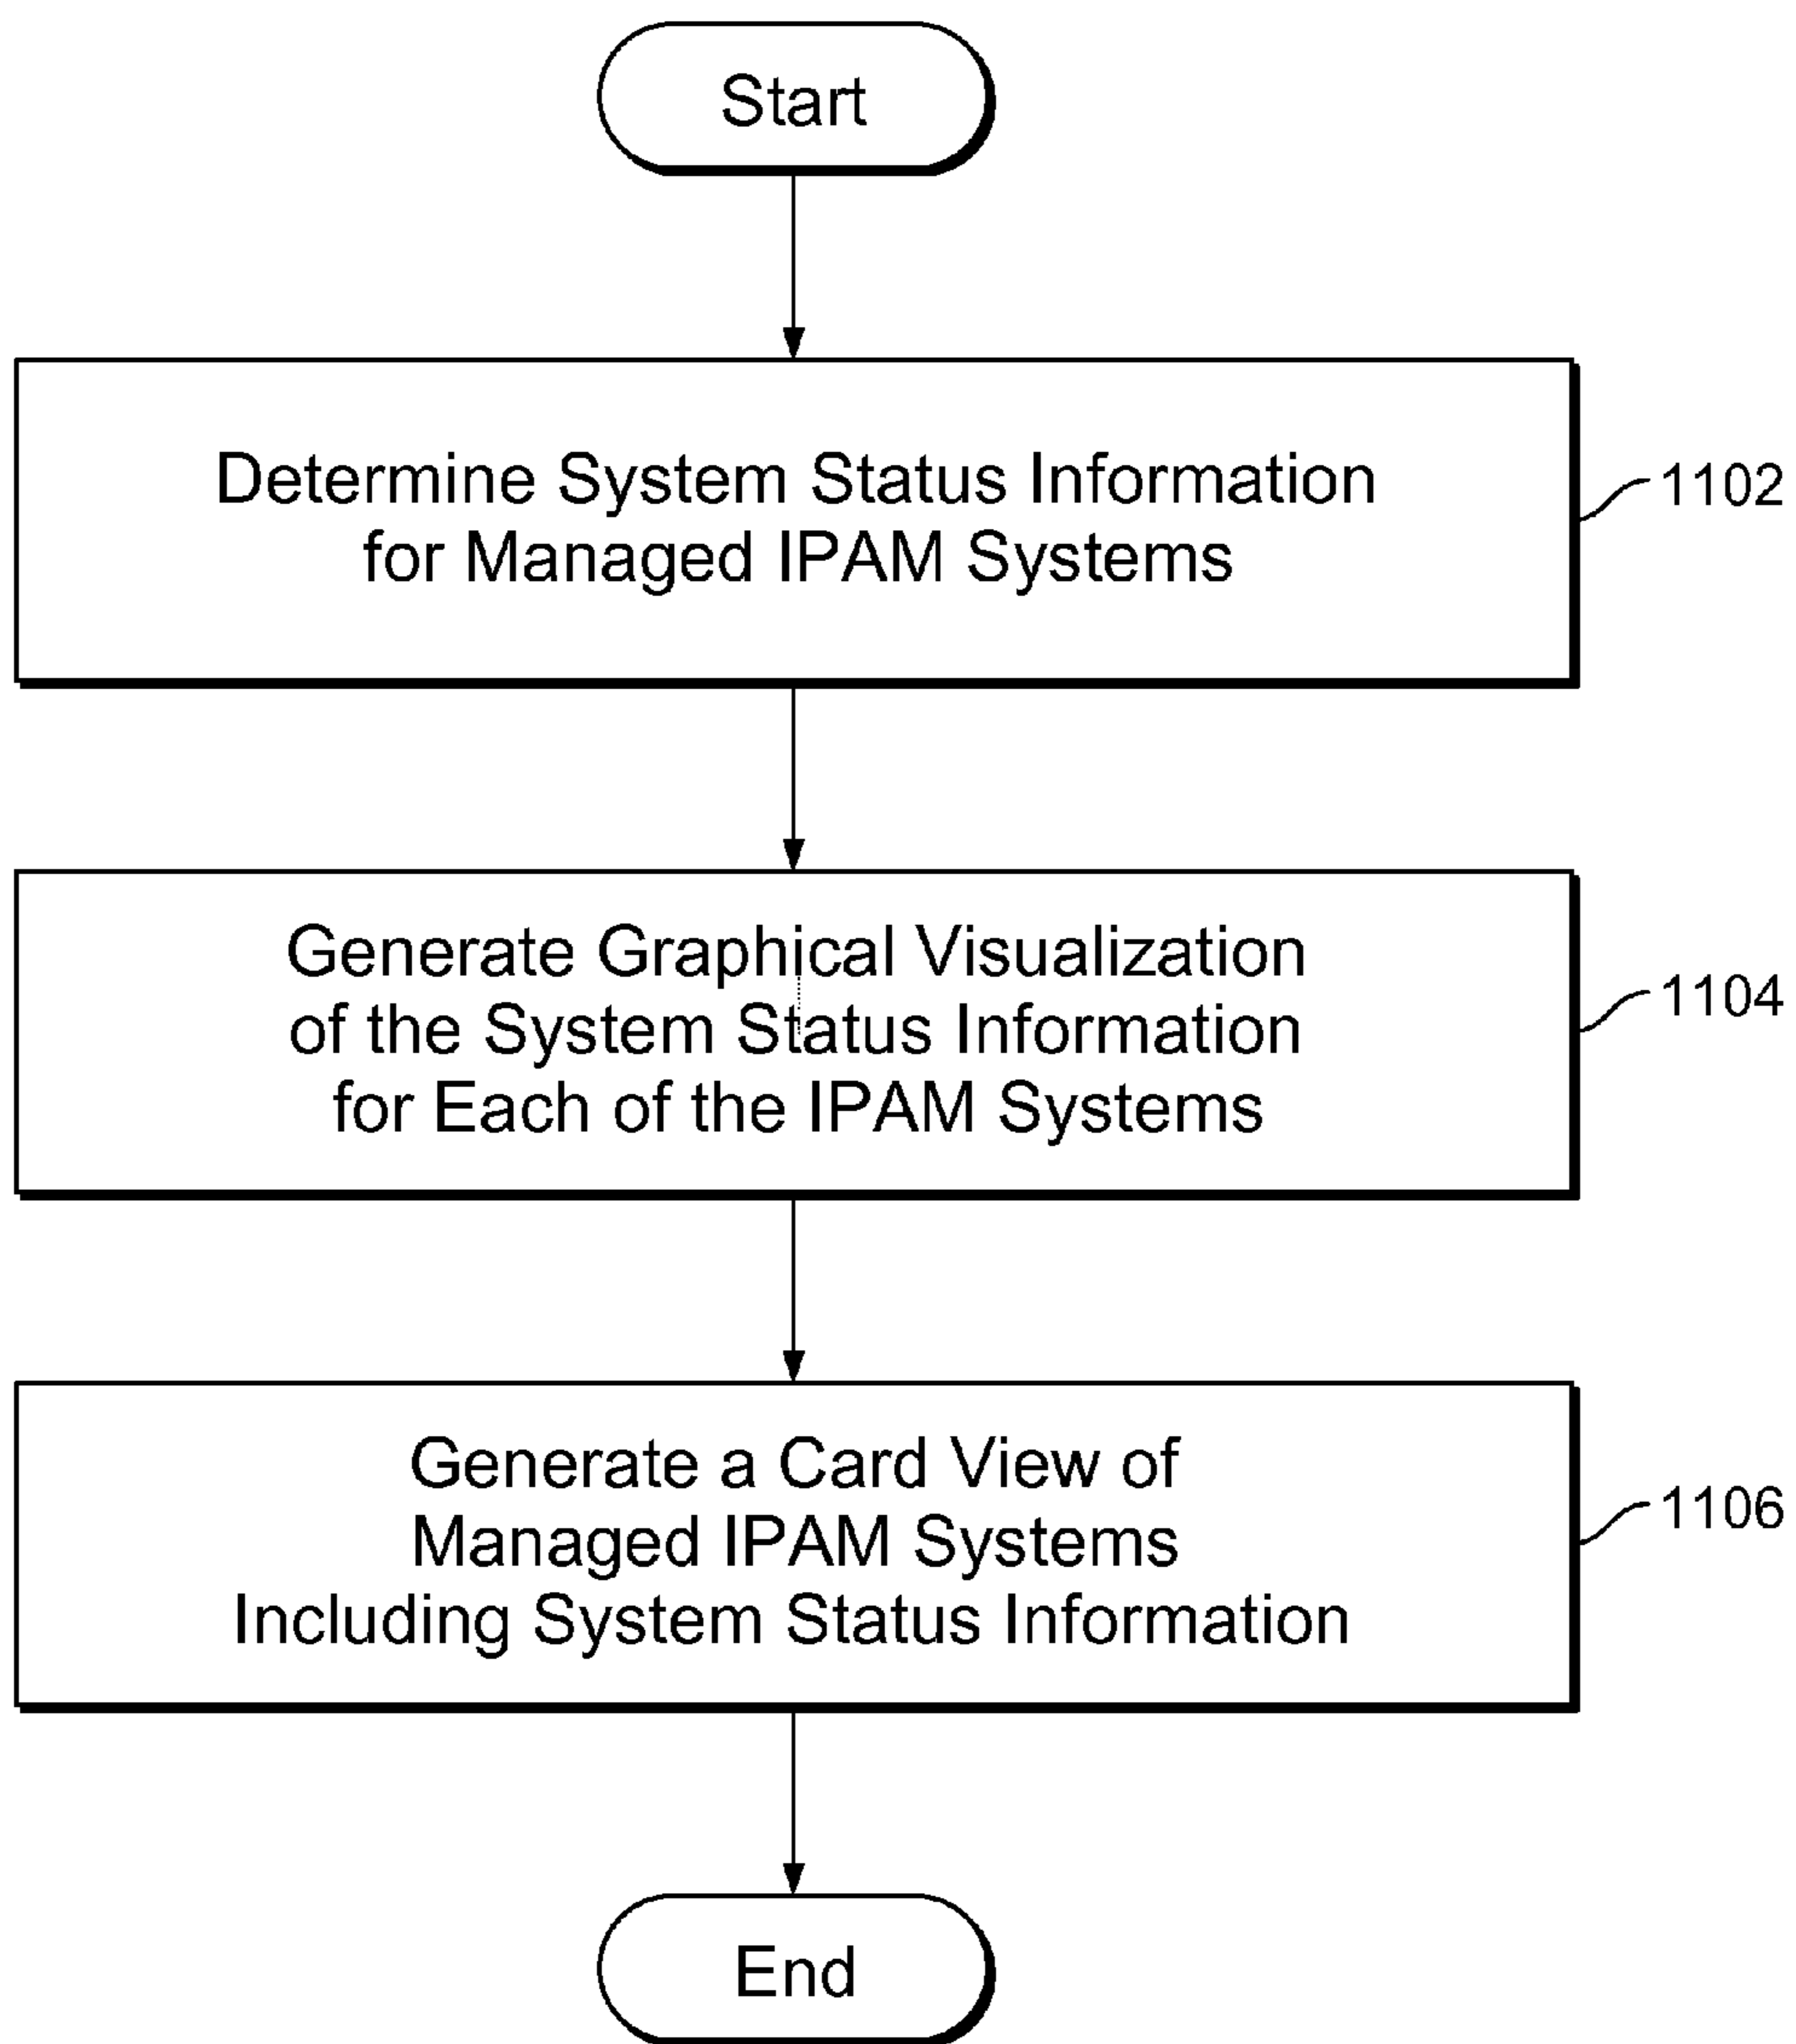 Start
Determine System Status Information
for Managed IPAM Systems
1102
Generate Graphical Visualization
of the System Status Information
for Each of the IPAM Systems
1104
Generate a Card View of
Managed IPAM Systems
Including System Status Information
1106
End